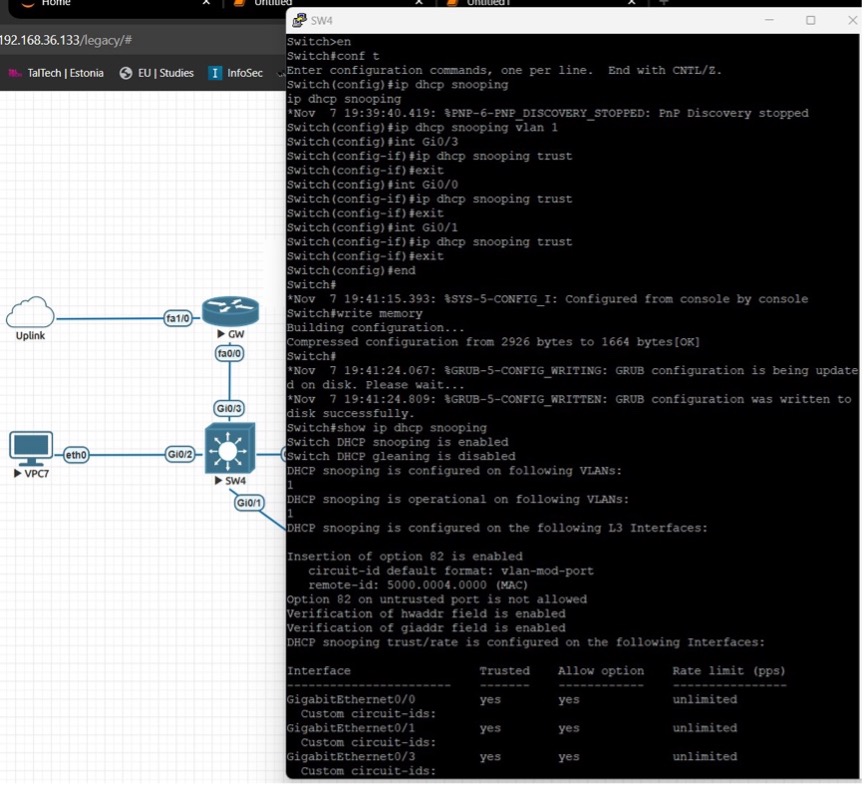 Home
Untitled
Untitled1
192.168.36.133/legacy/#
TalTech | Estonia
EU | Studies
InfoSec
SW4
Switch>en
Switch#conf t
Enter configuration commands, one per line.  End with CNTL/Z.
Switch(config)#ip dhcp snooping
ip dhcp snooping
*Nov  7 19:39:40.419: %PNP-6-PNP_DISCOVERY_STOPPED: PnP Discovery stopped
Switch(config)#ip dhcp snooping vlan 1
Switch(config)#int Gi0/3
Switch(config-if)#ip dhcp snooping trust
Switch(config-if)#exit
Switch(config)#int Gi0/0
Switch(config-if)#ip dhcp snooping trust
Switch(config-if)#exit
Switch(config)#int Gi0/1
Switch(config-if)#ip dhcp snooping trust
Switch(config-if)#exit
Switch(config)#end
Switch#
*Nov  7 19:41:15.393: %SYS-5-CONFIG_I: Configured from console by console
Switch#write memory
Building configuration...
Compressed configuration from 2926 bytes to 1664 bytes[OK]
Switch#
*Nov  7 19:41:24.067: %GRUB-5-CONFIG_WRITING: GRUB configuration is being update
d on disk. Please wait...
*Nov  7 19:41:24.809: %GRUB-5-CONFIG_WRITTEN: GRUB configuration was written to
disk successfully.
Switch#show ip dhcp snooping
Switch DHCP snooping is enabled
Switch DHCP gleaning is disabled
DHCP snooping is configured on following VLANs:
1
DHCP snooping is operational on following VLANs:
1
DHCP snooping is configured on the following L3 Interfaces:
Insertion of option 82 is enabled
circuit-id default format: vlan-mod-port
remote-id: 5000.0004.0000 (MAC)
Option 82 on untrusted port is not allowed
Verification of hwaddr field is enabled
Verification of giaddr field is enabled
DHCP snooping trust/rate is configured on the following Interfaces:
Interface Trusted Allow option Rate limit (pps)
----------------------- ------- ------------ ----------------
GigabitEthernet0/0 yes yes unlimited
Custom circuit-ids:
GigabitEthernet0/1 yes yes unlimited
Custom circuit-ids:
GigabitEthernet0/3 yes yes unlimited
Custom circuit-ids:
Uplink
fa1/0
GW
fa0/0
Gi0/3
VPC7
eth0
Gi0/2
SW4
Gi0/1